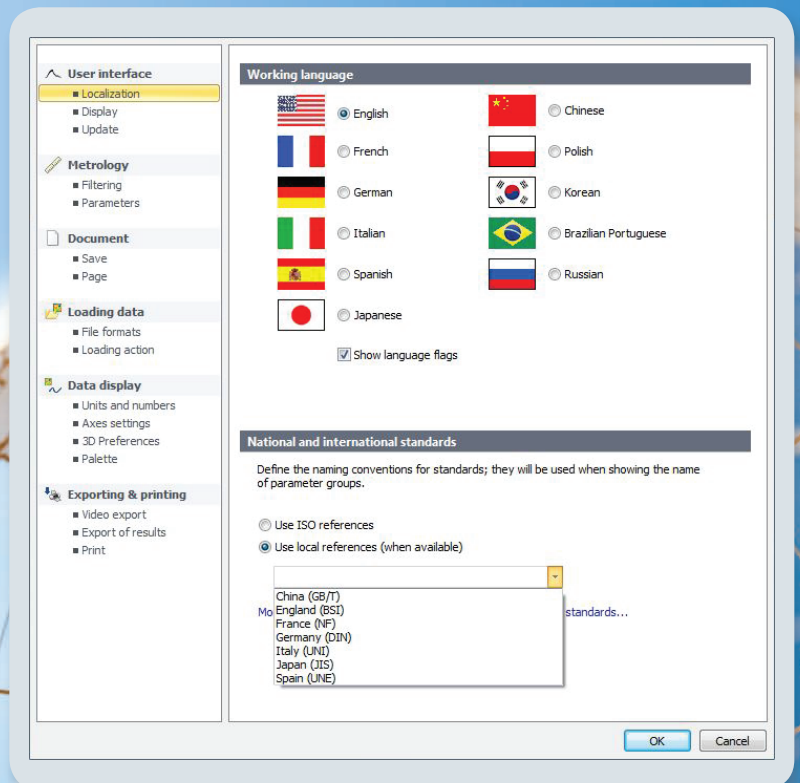 User interface
Localization
Display
Update
Metrology
Filtering
Parameters
Document
Save
Page
Loading data
File formats
Loading action
Data display
Units and numbers
Axes settings
3D Preferences
Palette
Exporting & printing
Video export
Export of results
Print
Working language
English
Chinese
French
Polish
German
Korean
Italian
Brazilian Portuguese
Spanish
Russian
Japanese
Show language flags
National and international standards
Define the naming conventions for standards; they will be used when showing the name
of parameter groups.
Use ISO references
Use local references (when available)
China (GB/T)
England (BSI)
France (NF)
Germany (DIN)
Italy (UNI)
Japan (JIS)
Spain (UNE)
Mo standards...
OK Cancel